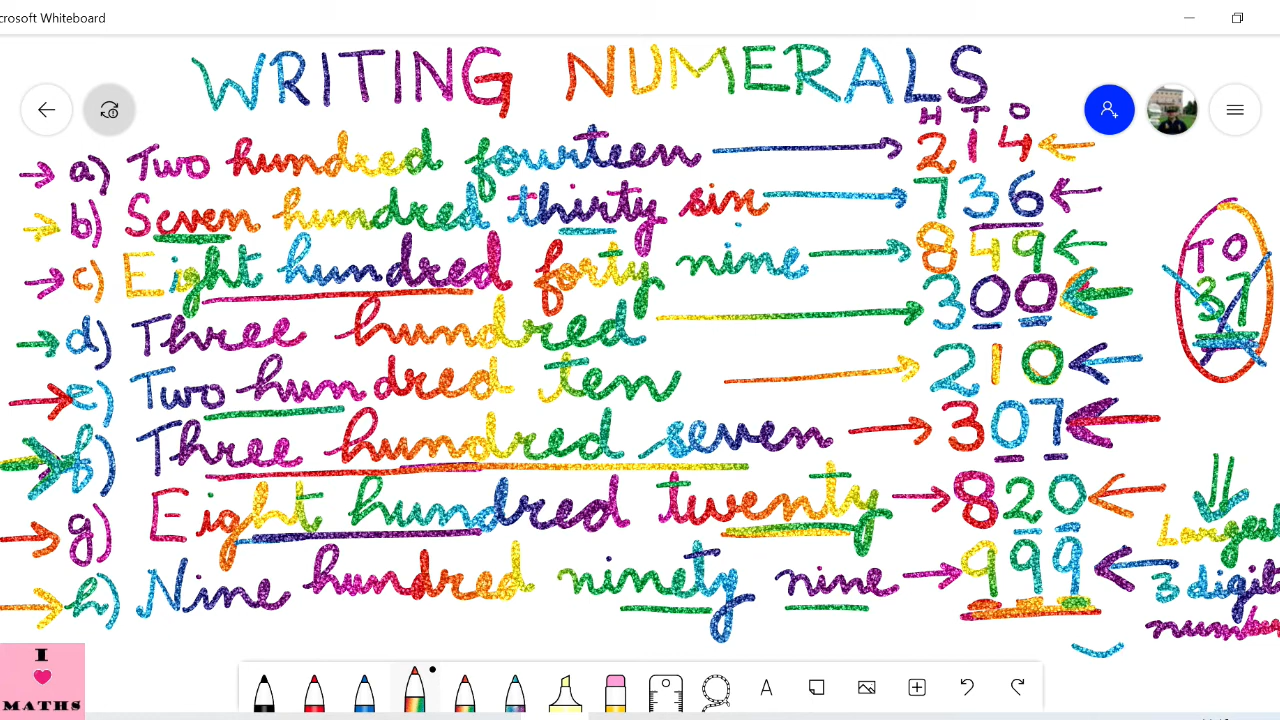 crosoft Whiteboard
WRITING NUMERALS
H T O
a) Two hundred fourteen 214
b) Seven hundred thirty six 736
c) Eight hundred forty nine 849
d) Three hundred 300
e) Two hundred ten 210
f) Three hundred seven 307
g) Eight hundred twenty 820
h) Nine hundred ninety nine 999
T O
37
Longes
3 digit
number
I
MATHS
A